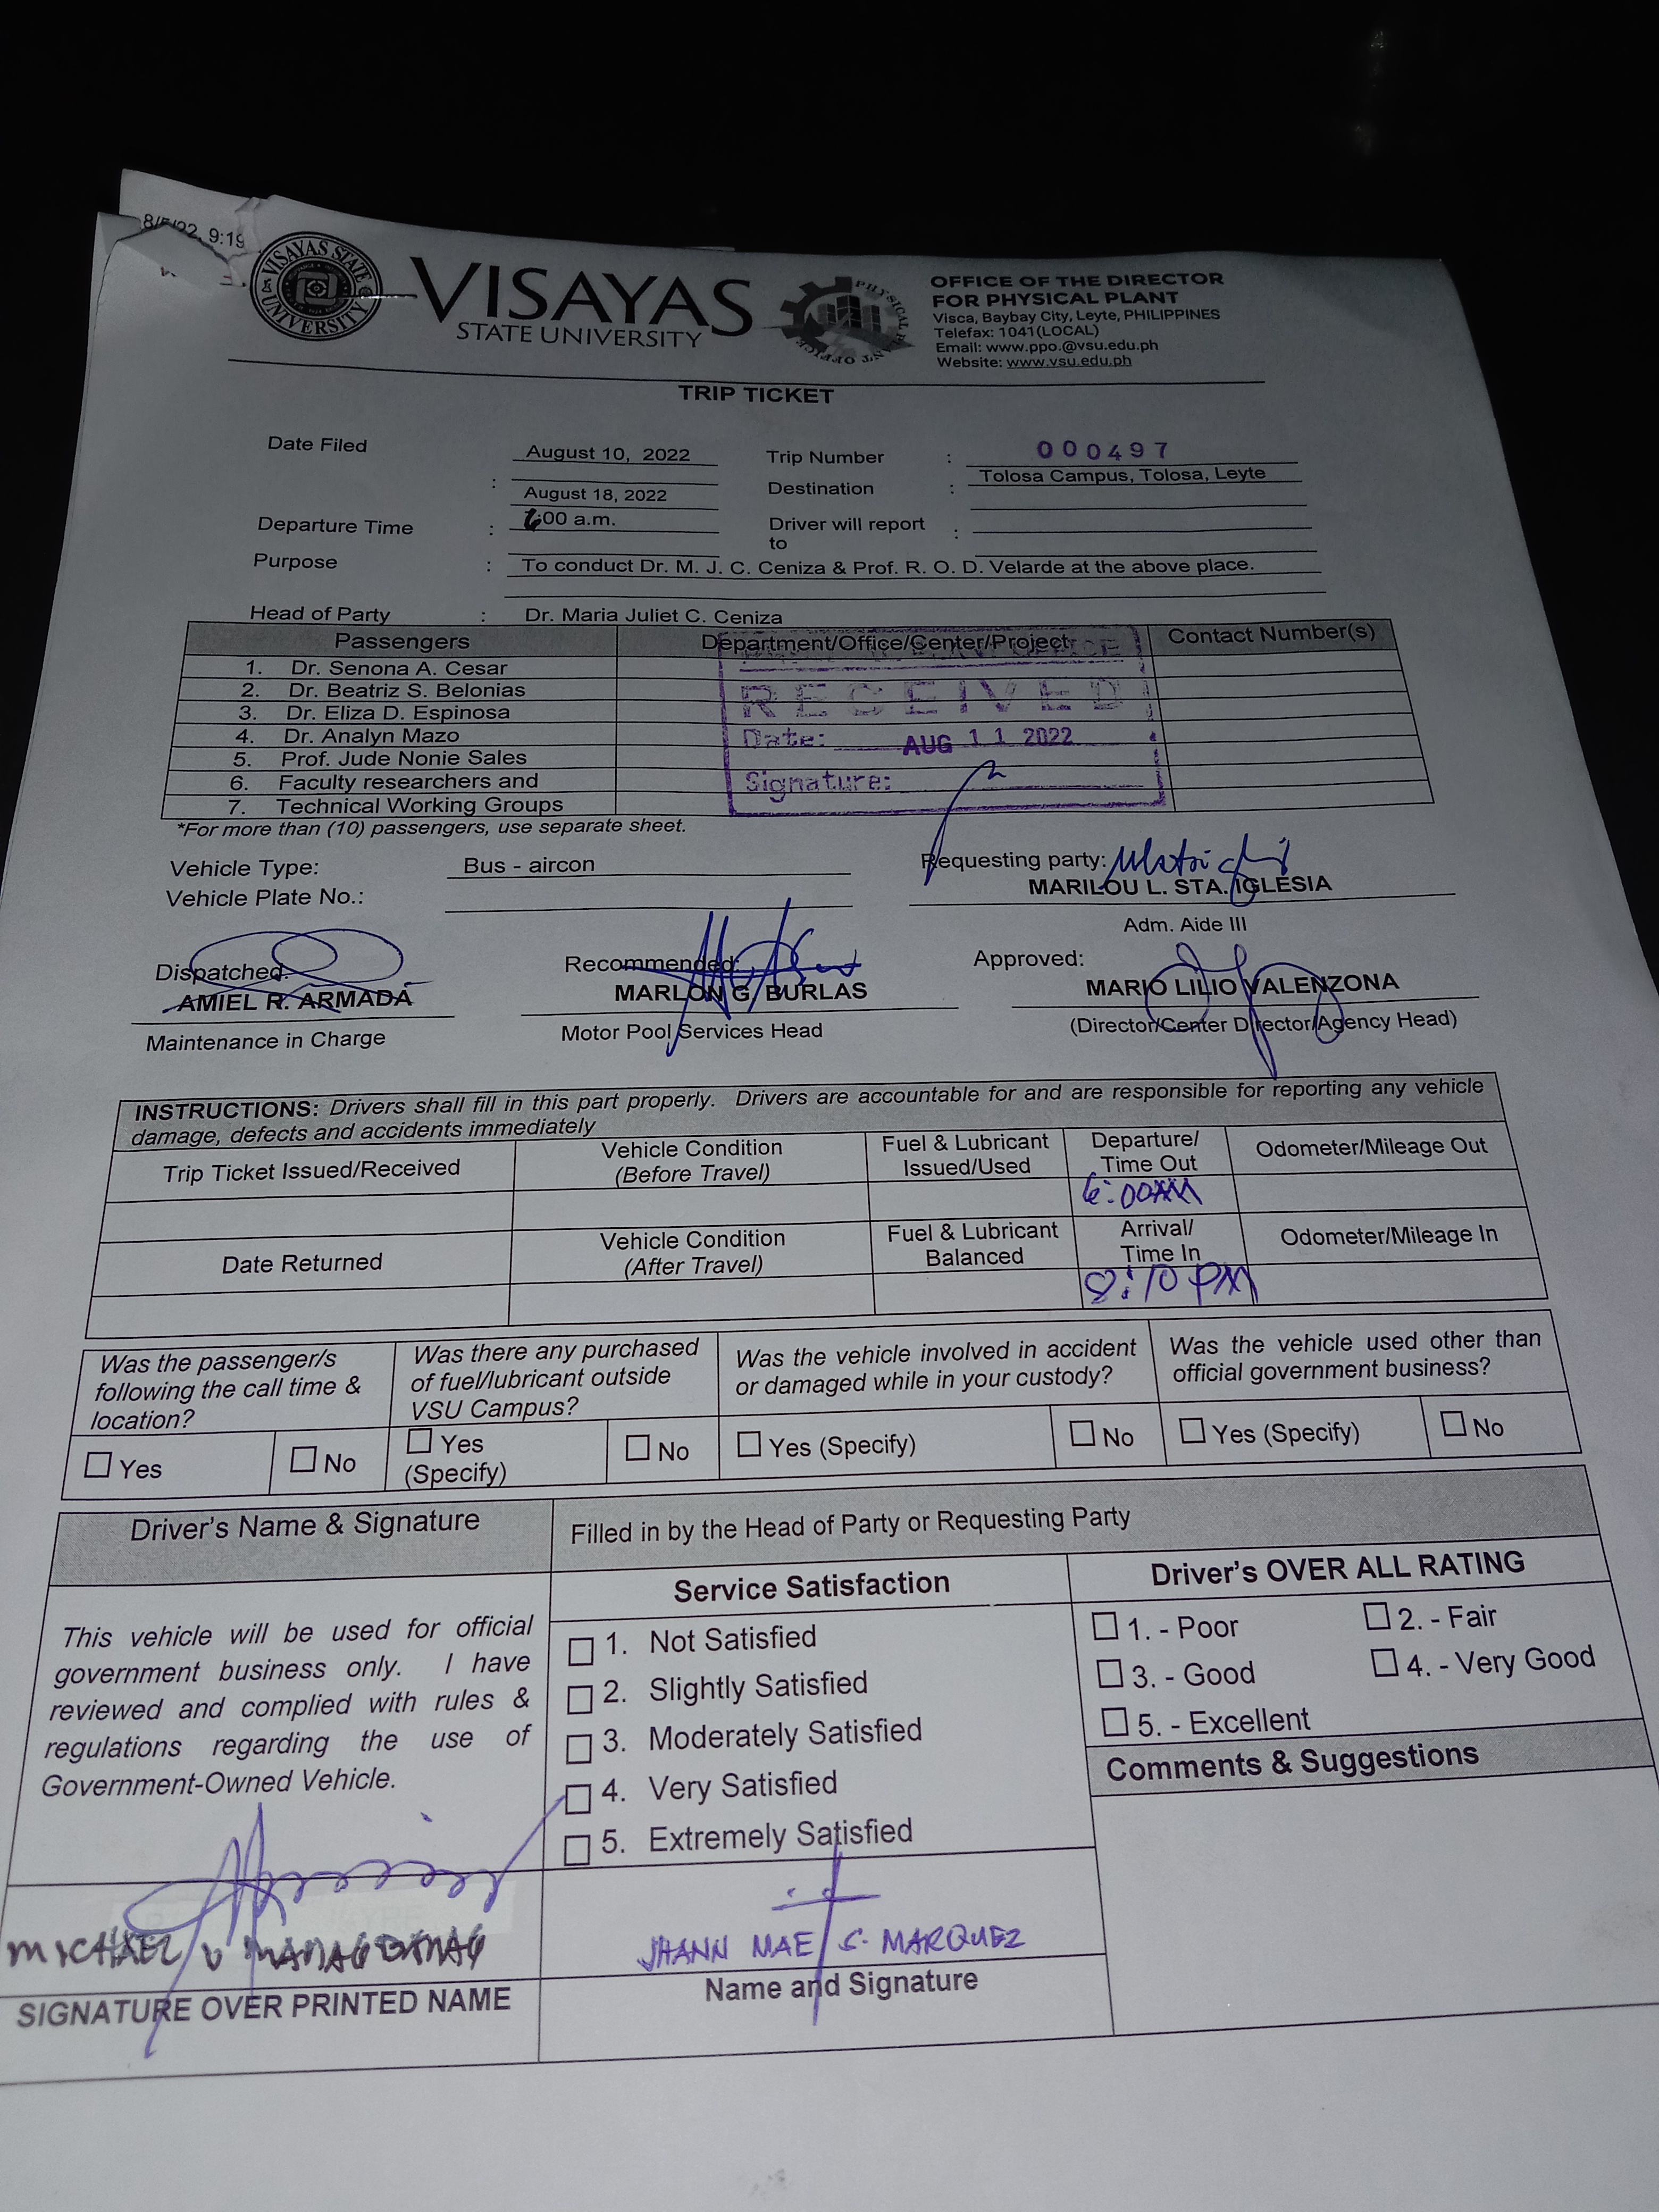 8/5/22, 9:19
VISAYAS STATE UNIVERSITY
VISAYAS
STATE UNIVERSITY
PHYSICAL PLANT OFFICE
OFFICE OF THE DIRECTOR
FOR PHYSICAL PLANT
Visca, Baybay City, Leyte, PHILIPPINES
Telefax: 1041(LOCAL)
Email: www.ppo.@vsu.edu.ph
Website: www.vsu.edu.ph
TRIP TICKET
Date Filed August 10, 2022 Trip Number : 000497
: August 18, 2022 Destination : Tolosa Campus, Tolosa, Leyte
Departure Time : 6:00 a.m. Driver will report to :
Purpose : To conduct Dr. M. J. C. Ceniza & Prof. R. O. D. Velarde at the above place.
Head of Party : Dr. Maria Juliet C. Ceniza
Passengers Department/Office/Center/Project Contact Number(s)
1. Dr. Senona A. Cesar
2. Dr. Beatriz S. Belonias
3. Dr. Eliza D. Espinosa
4. Dr. Analyn Mazo
5. Prof. Jude Nonie Sales
6. Faculty researchers and
7. Technical Working Groups
RECEIVED
Date: AUG 11 2022
Signature:
*For more than (10) passengers, use separate sheet.
Vehicle Type: Bus - aircon
Vehicle Plate No.:
Requesting party:
MARILOU L. STA. IGLESIA
Adm. Aide III
Dispatched:
AMIEL R. ARMADA
Maintenance in Charge
Recommended:
MARLON G. BURLAS
Motor Pool Services Head
Approved:
MARIO LILIO VALENZONA
(Director/Center Director/Agency Head)
INSTRUCTIONS: Drivers shall fill in this part properly. Drivers are accountable for and are responsible for reporting any vehicle
damage, defects and accidents immediately
Trip Ticket Issued/Received Vehicle Condition (Before Travel) Fuel & Lubricant Issued/Used Departure/ Time Out Odometer/Mileage Out
6:00AM
Date Returned Vehicle Condition (After Travel) Fuel & Lubricant Balanced Arrival/ Time In Odometer/Mileage In
8:10 PM
Was the passenger/s
following the call time &
location?
Yes No
Was there any purchased
of fuel/lubricant outside
VSU Campus?
Yes (Specify) No
Was the vehicle involved in accident
or damaged while in your custody?
Yes (Specify) No
Was the vehicle used other than
official government business?
Yes (Specify) No
Driver's Name & Signature
This vehicle will be used for official
government business only. I have
reviewed and complied with rules &
regulations regarding the use of
Government-Owned Vehicle.
MICHAEL
SIGNATURE OVER PRINTED NAME
Filled in by the Head of Party or Requesting Party
Service Satisfaction
1. Not Satisfied
2. Slightly Satisfied
3. Moderately Satisfied
4. Very Satisfied
5. Extremely Satisfied
JHANN MAE S. MARQUEZ
Name and Signature
Driver's OVER ALL RATING
1. - Poor 2. - Fair
3. - Good 4. - Very Good
5. - Excellent
Comments & Suggestions